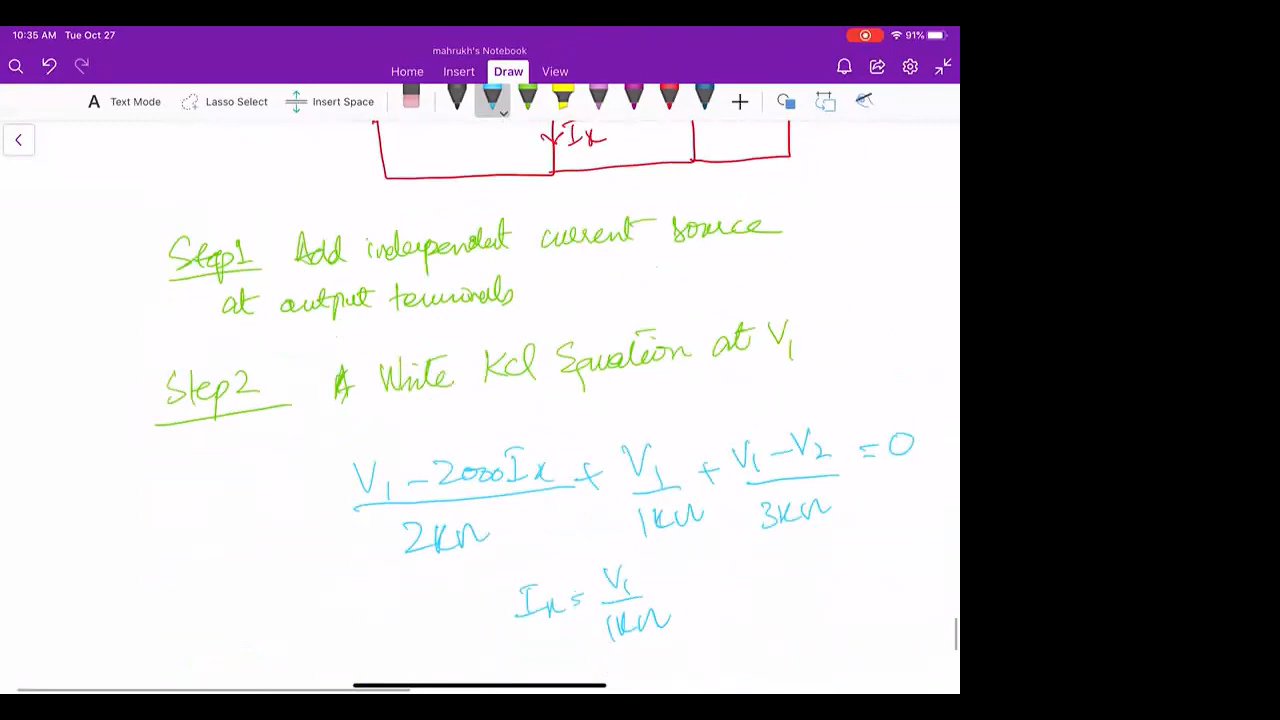 10:35 AM Tue Oct 27
91%
mahrukh's Notebook
Home Insert Draw View
A Text Mode Lasso Select Insert Space
Ix
Step1 Add independent current source
at output terminals
Step2 A Write Kcl Equation at V1
V1 - 2000Ix / 2KΩ + V1 / 1KΩ + V1 - V2 / 3KΩ = 0
Ix = V1 / 1KΩ